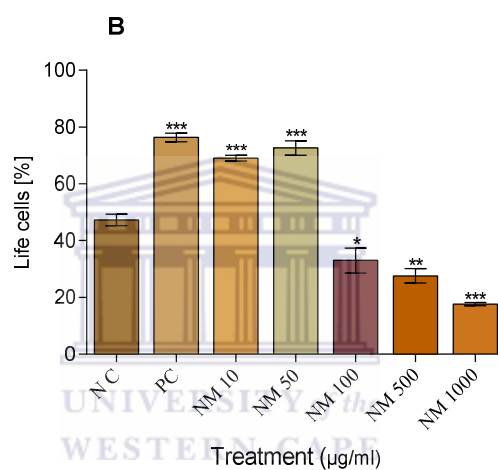 B
Life cells [%]
100
80
60
40
20
0
***
***
***
*
**
***
N C
PC
NM 10
NM 50
NM 100
NM 500
NM 1000
UNIVERSITY of the
WESTERN CAPE
Treatment (µg/ml)